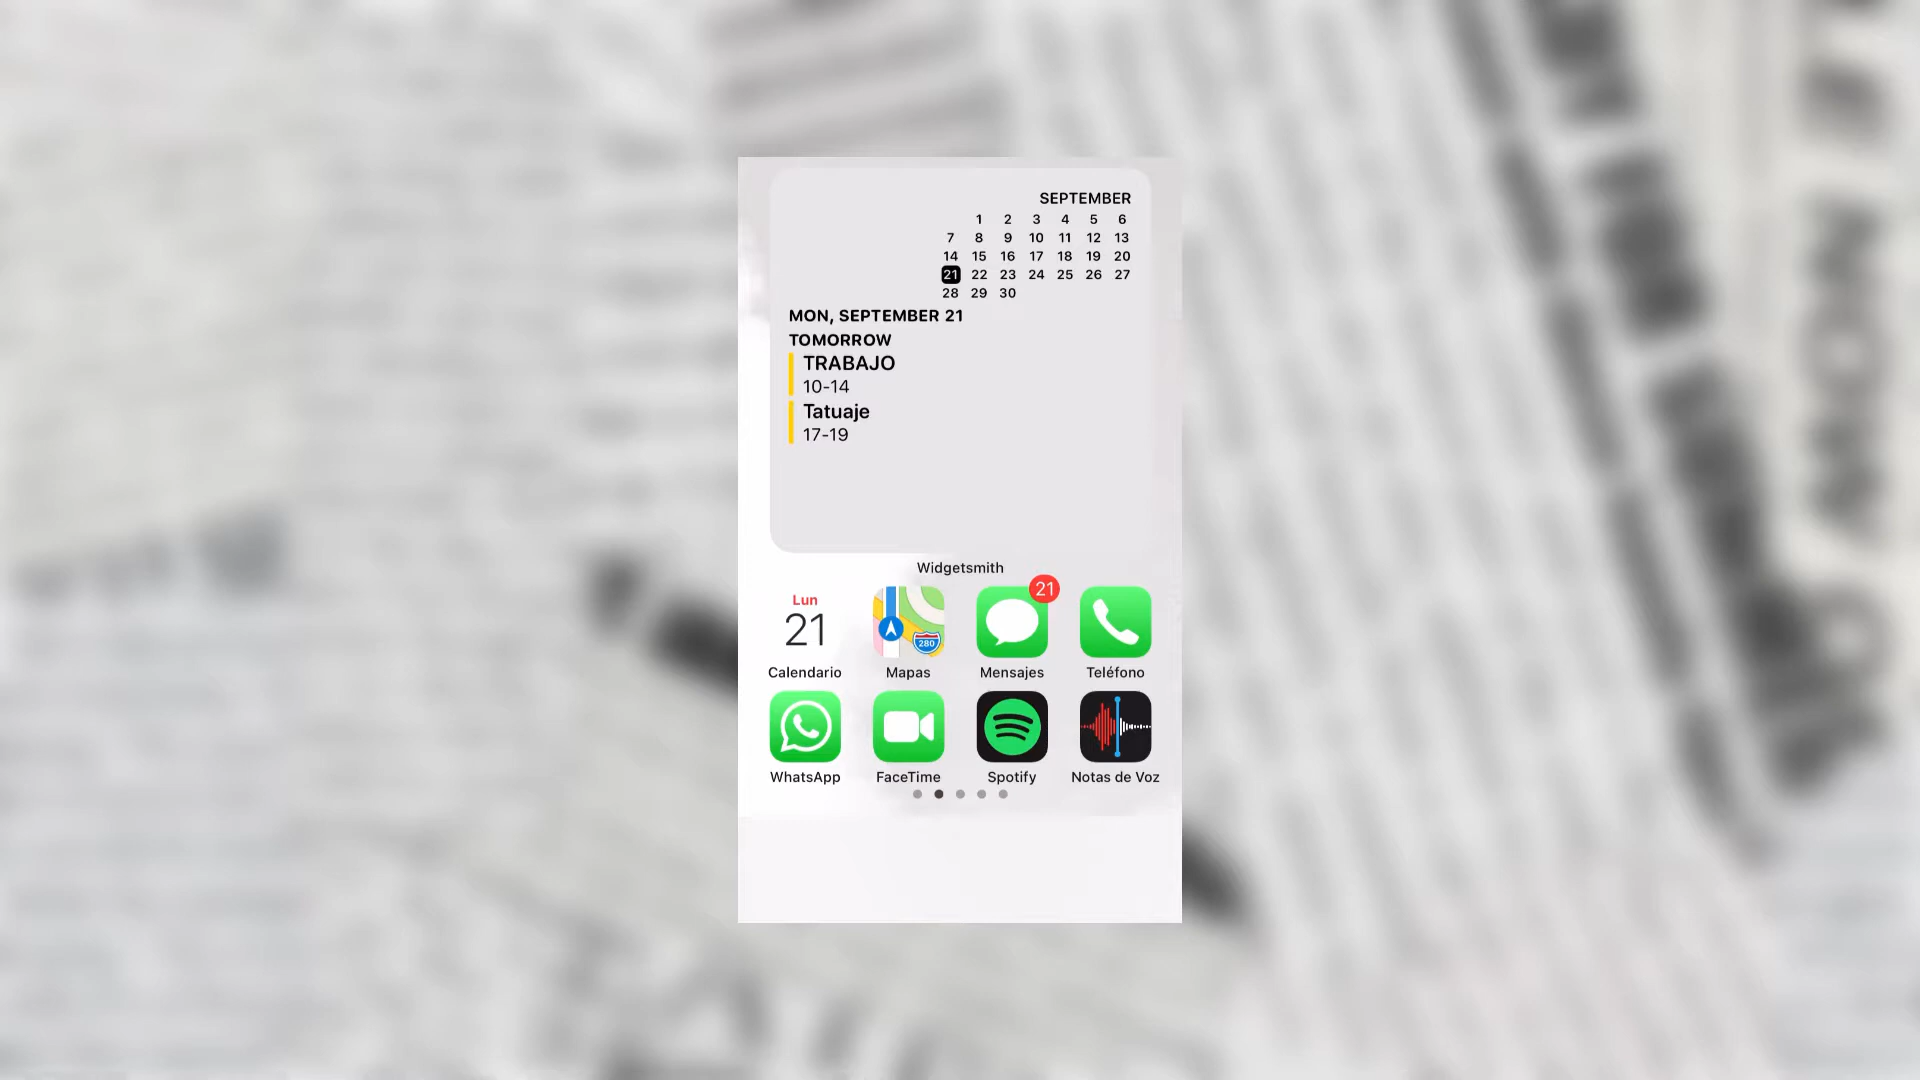 SEPTEMBER
1 2 3 4 5 6
7 8 9 10 11 12 13
14 15 16 17 18 19 20
21 22 23 24 25 26 27
28 29 30
MON, SEPTEMBER 21
TOMORROW
TRABAJO
10-14
Tatuaje
17-19
Widgetsmith
Lun
21
280
21
Calendario Mapas Mensajes Teléfono
WhatsApp FaceTime Spotify Notas de Voz